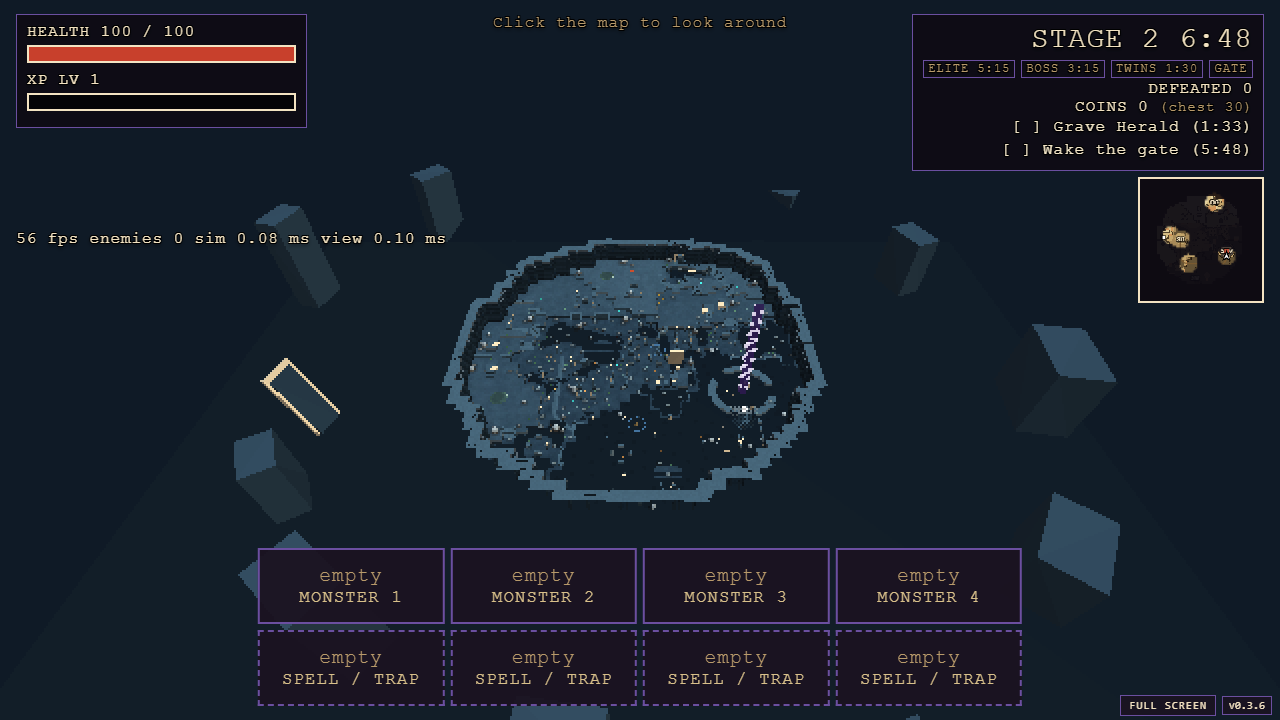 HEALTH 100 / 100
XP LV 1
Click the map to look around
STAGE 2 6:48
ELITE 5:15 BOSS 3:15 TWINS 1:30 GATE
DEFEATED 0
COINS 0 (chest 30)
[ ] Grave Herald (1:33)
[ ] Wake the gate (5:48)
56 fps enemies 0 sim 0.08 ms view 0.10 ms
empty empty empty empty
MONSTER 1 MONSTER 2 MONSTER 3 MONSTER 4
empty empty empty empty
SPELL / TRAP SPELL / TRAP SPELL / TRAP SPELL / TRAP
FULL SCREEN v0.3.6